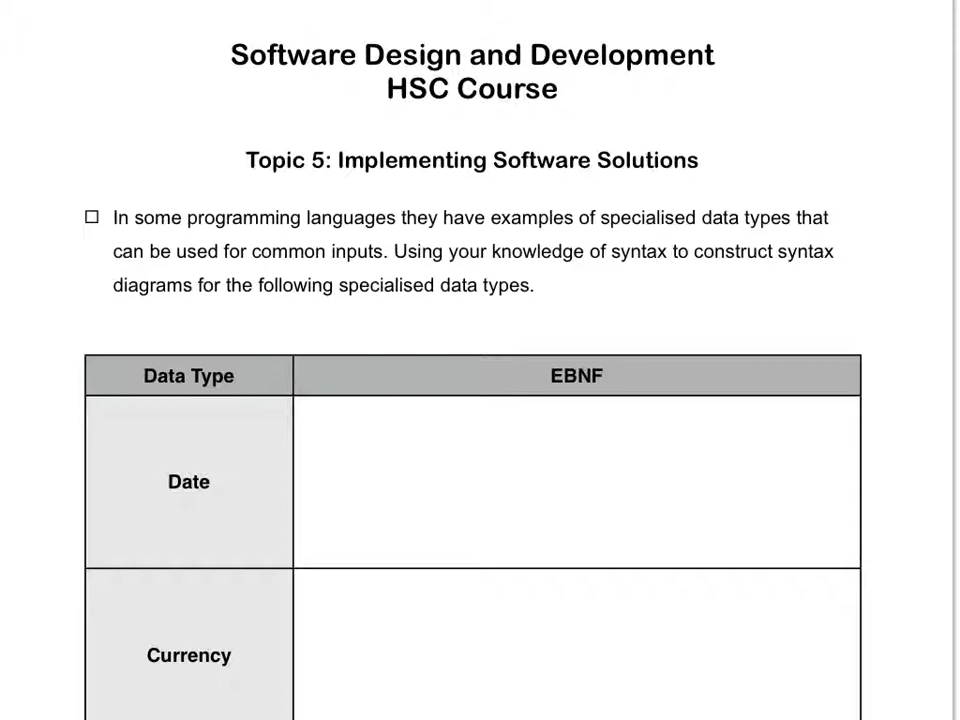 Software Design and Development
HSC Course
Topic 5: Implementing Software Solutions
In some programming languages they have examples of specialised data types that
can be used for common inputs. Using your knowledge of syntax to construct syntax
diagrams for the following specialised data types.
Data Type
EBNF
Date
Currency